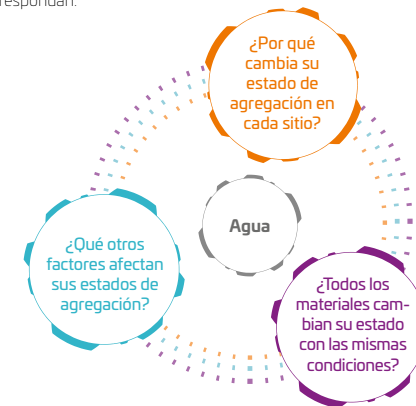 respondan.
¿Por qué
cambia su
estado de
agregación en
cada sitio?
Agua
¿Qué otros
factores afectan
sus estados de
agregación?
¿Todos los
materiales cam-
bian su estado
con las mismas
condiciones?